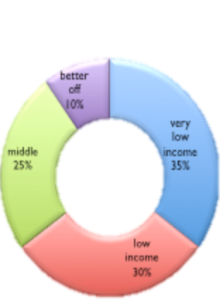 better
off
10%
very
low
income
35%
middle
25%
low
income
30%